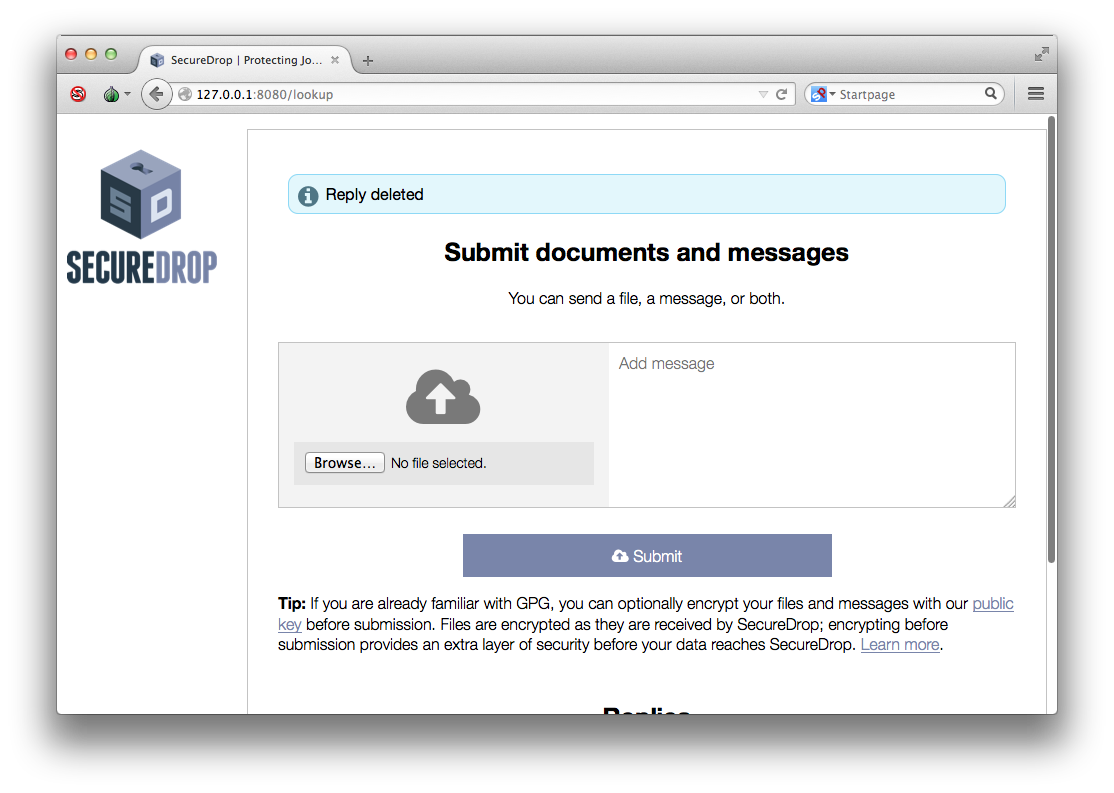 SecureDrop | Protecting Jo...
127.0.0.1:8080/lookup
Startpage
SD
SECUREDROP
Reply deleted
Submit documents and messages
You can send a file, a message, or both.
Add message
Browse... No file selected.
Submit
Tip: If you are already familiar with GPG, you can optionally encrypt your files and messages with our public
key before submission. Files are encrypted as they are received by SecureDrop; encrypting before
submission provides an extra layer of security before your data reaches SecureDrop. Learn more.
Replies